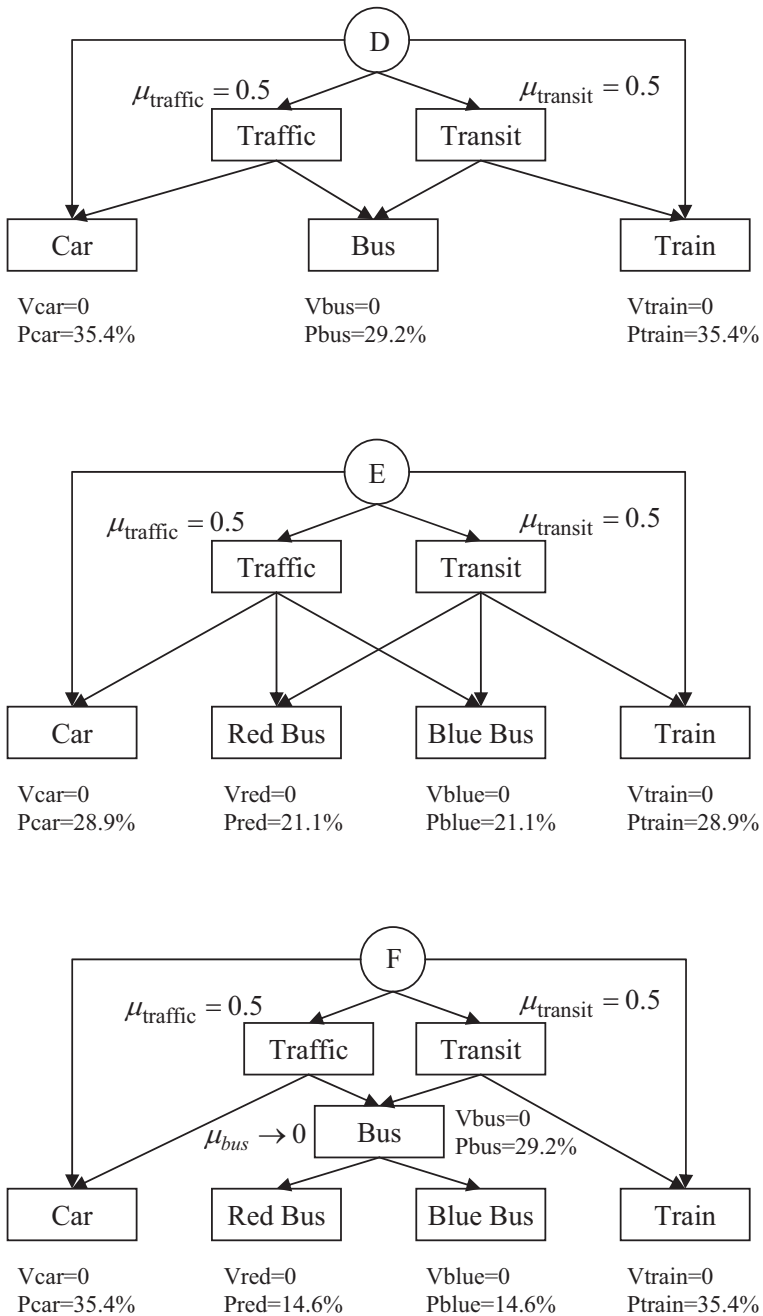 D
μtraffic = 0.5
μtransit = 0.5
Traffic
Transit
Car
Bus
Train
Vcar=0
Pcar=35.4%
Vbus=0
Pbus=29.2%
Vtrain=0
Ptrain=35.4%
E
μtraffic = 0.5
μtransit = 0.5
Traffic
Transit
Car
Red Bus
Blue Bus
Train
Vcar=0
Pcar=28.9%
Vred=0
Pred=21.1%
Vblue=0
Pblue=21.1%
Vtrain=0
Ptrain=28.9%
F
μtraffic = 0.5
μtransit = 0.5
Traffic
Transit
μbus → 0
Bus
Vbus=0
Pbus=29.2%
Car
Red Bus
Blue Bus
Train
Vcar=0
Pcar=35.4%
Vred=0
Pred=14.6%
Vblue=0
Pblue=14.6%
Vtrain=0
Ptrain=35.4%